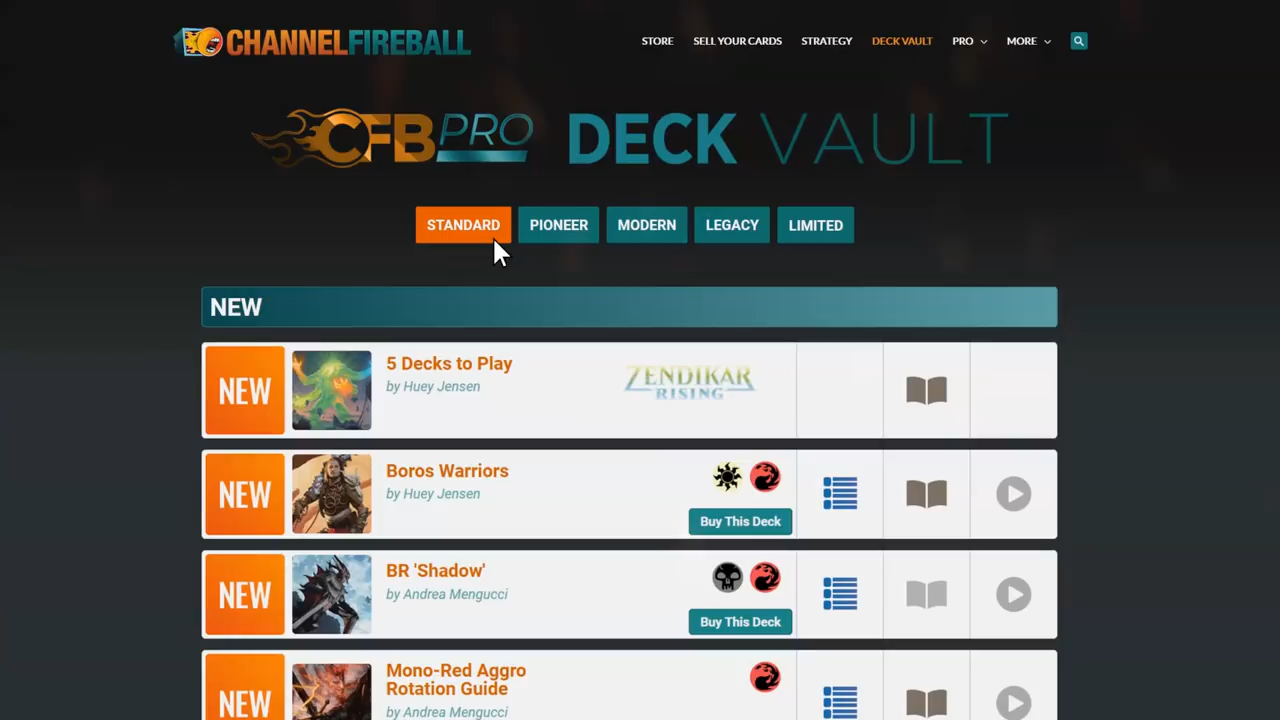 CHANNELFIREBALL
STORE SELL YOUR CARDS STRATEGY DECK VAULT PRO MORE
CFB PRO DECK VAULT
STANDARD PIONEER MODERN LEGACY LIMITED
NEW
NEW
5 Decks to Play
by Huey Jensen
ZENDIKAR
RISING
NEW
Boros Warriors
by Huey Jensen
Buy This Deck
NEW
BR 'Shadow'
by Andrea Mengucci
Buy This Deck
NEW
Mono-Red Aggro
Rotation Guide
by Andrea Mengucci